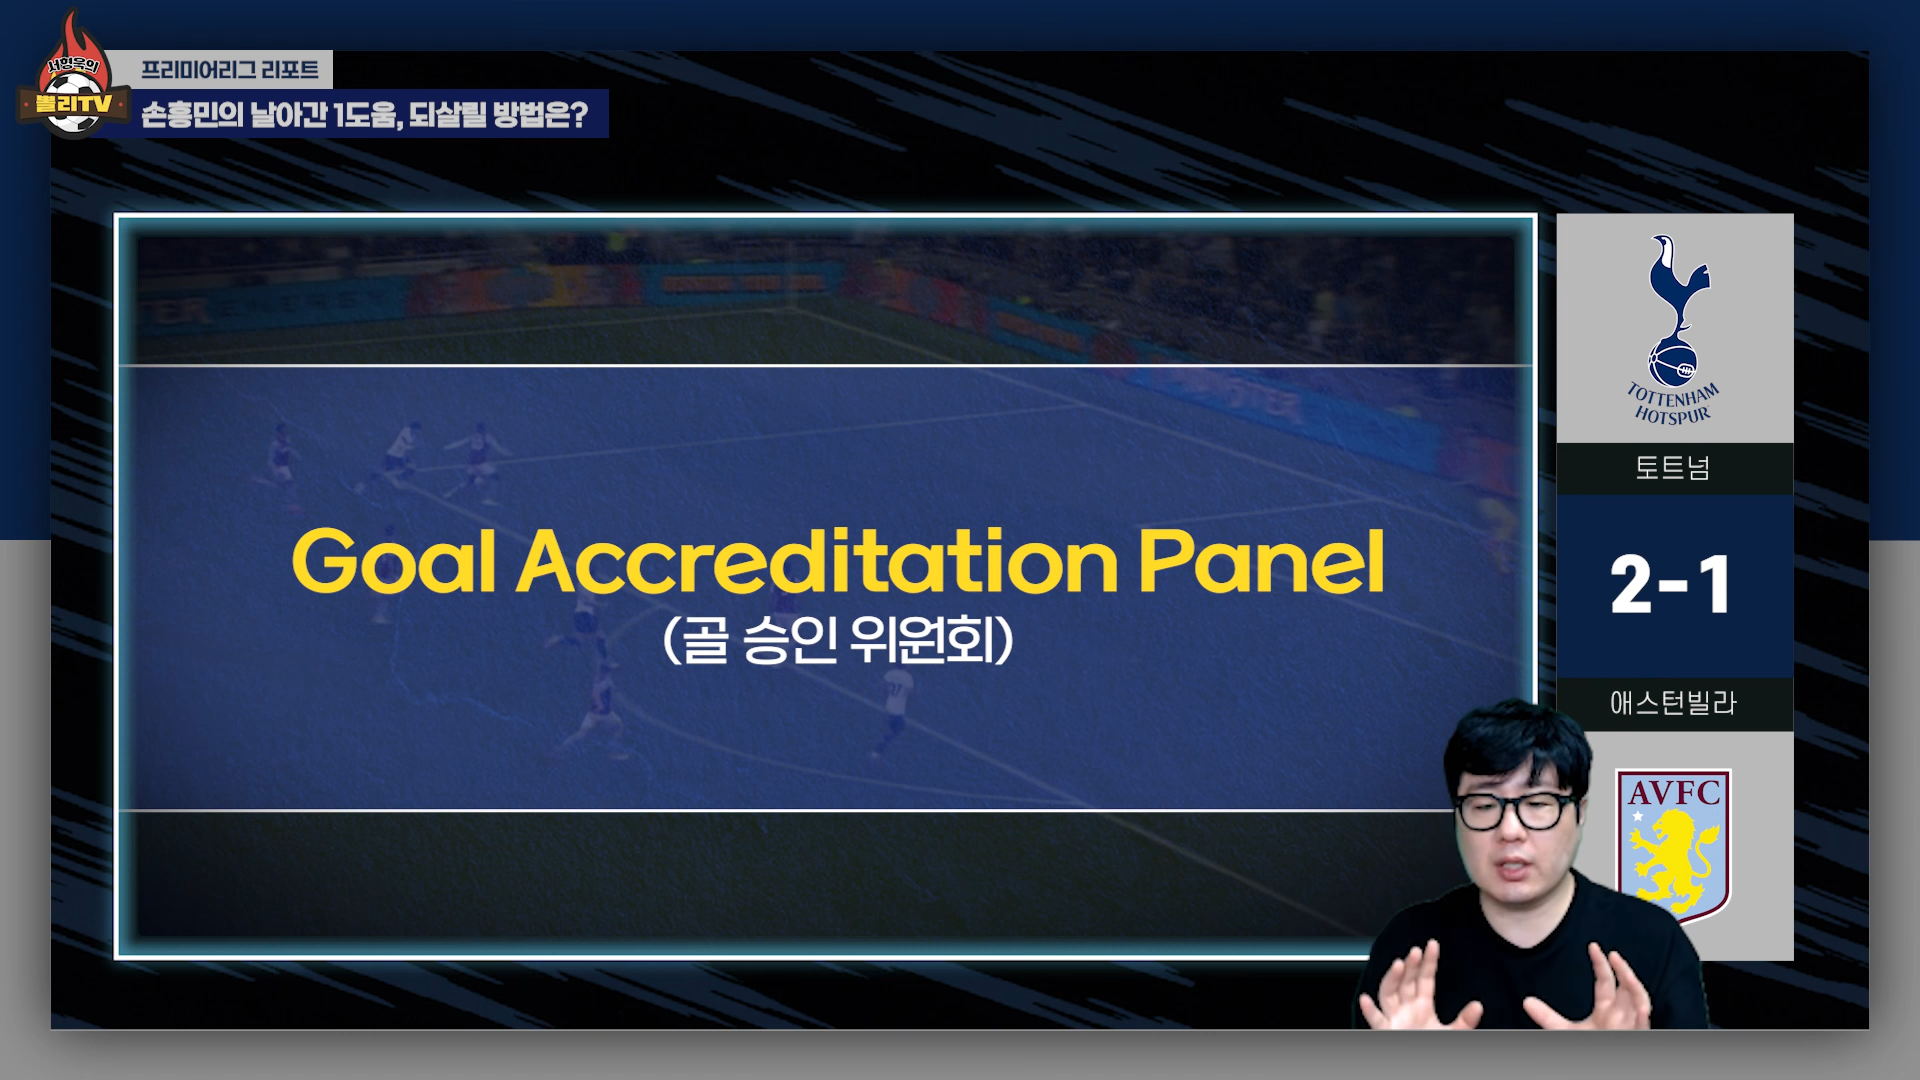 서형욱의
뽈리TV
프리미어리그 리포트
손흥민의 날아간 1도움, 되살릴 방법은?
Goal Accreditation Panel
(골 승인 위원회)
TOTTENHAM
HOTSPUR
토트넘
2-1
애스턴빌라
AVFC